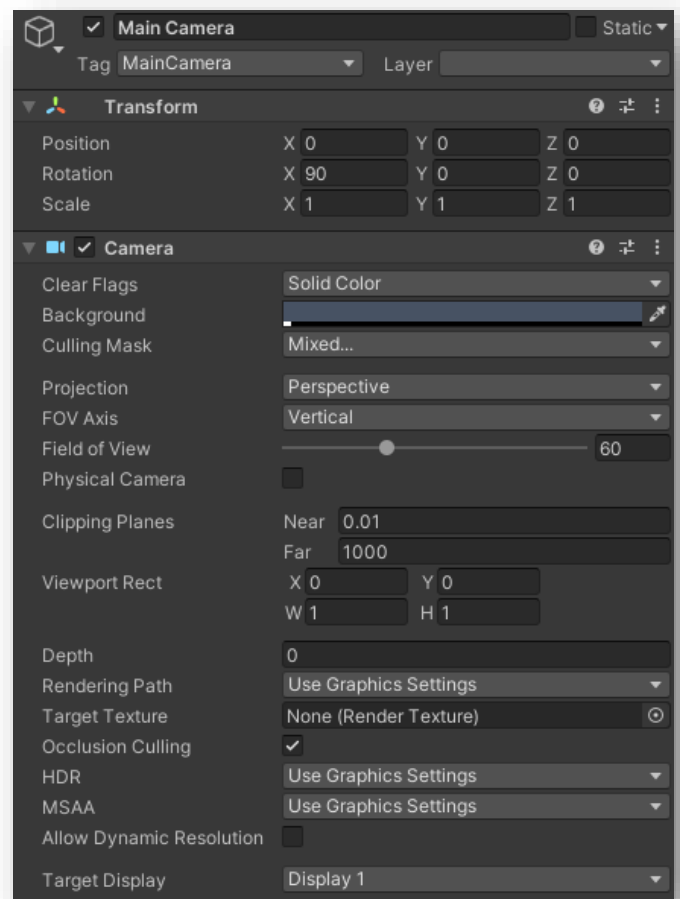 Main Camera Static
Tag MainCamera Layer
Transform
Position X 0 Y 0 Z 0
Rotation X 90 Y 0 Z 0
Scale X 1 Y 1 Z 1
Camera
Clear Flags Solid Color
Background
Culling Mask Mixed...
Projection Perspective
FOV Axis Vertical
Field of View 60
Physical Camera
Clipping Planes Near 0.01
Far 1000
Viewport Rect X 0 Y 0
W 1 H 1
Depth 0
Rendering Path Use Graphics Settings
Target Texture None (Render Texture)
Occlusion Culling
HDR Use Graphics Settings
MSAA Use Graphics Settings
Allow Dynamic Resolution
Target Display Display 1